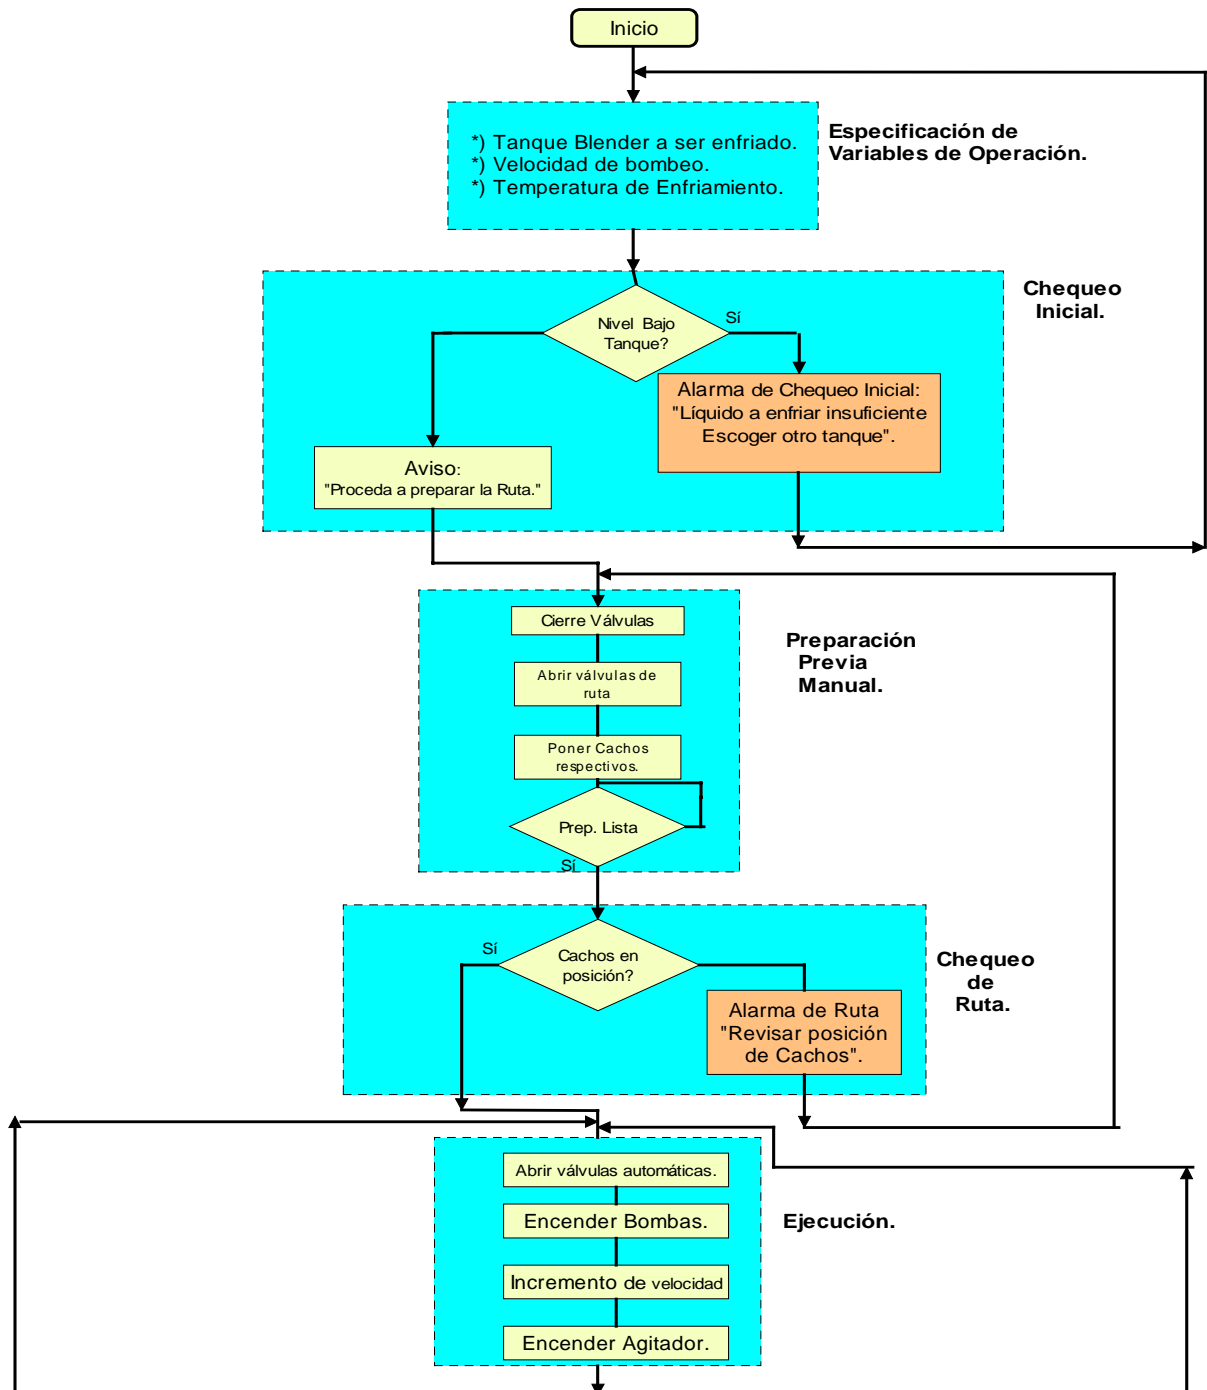 Inicio
*) Tanque Blender a ser enfriado.
*) Velocidad de bombeo.
*) Temperatura de Enfriamiento.
Especificación de
Variables de Operación.
Chequeo
Inicial.
Nivel Bajo
Tanque?
Sí
Alarma de Chequeo Inicial:
"Líquido a enfriar insuficiente
Escoger otro tanque".
Aviso:
"Proceda a preparar la Ruta."
Cierre Válvulas
Preparación
Previa
Manual.
Abrir válvulas de
ruta
Poner Cachos
respectivos.
Prep. Lista
Sí
Sí
Cachos en
posición?
Chequeo
de
Ruta.
Alarma de Ruta
"Revisar posición
de Cachos".
Abrir válvulas automáticas.
Encender Bombas.
Ejecución.
Incremento de velocidad
Encender Agitador.